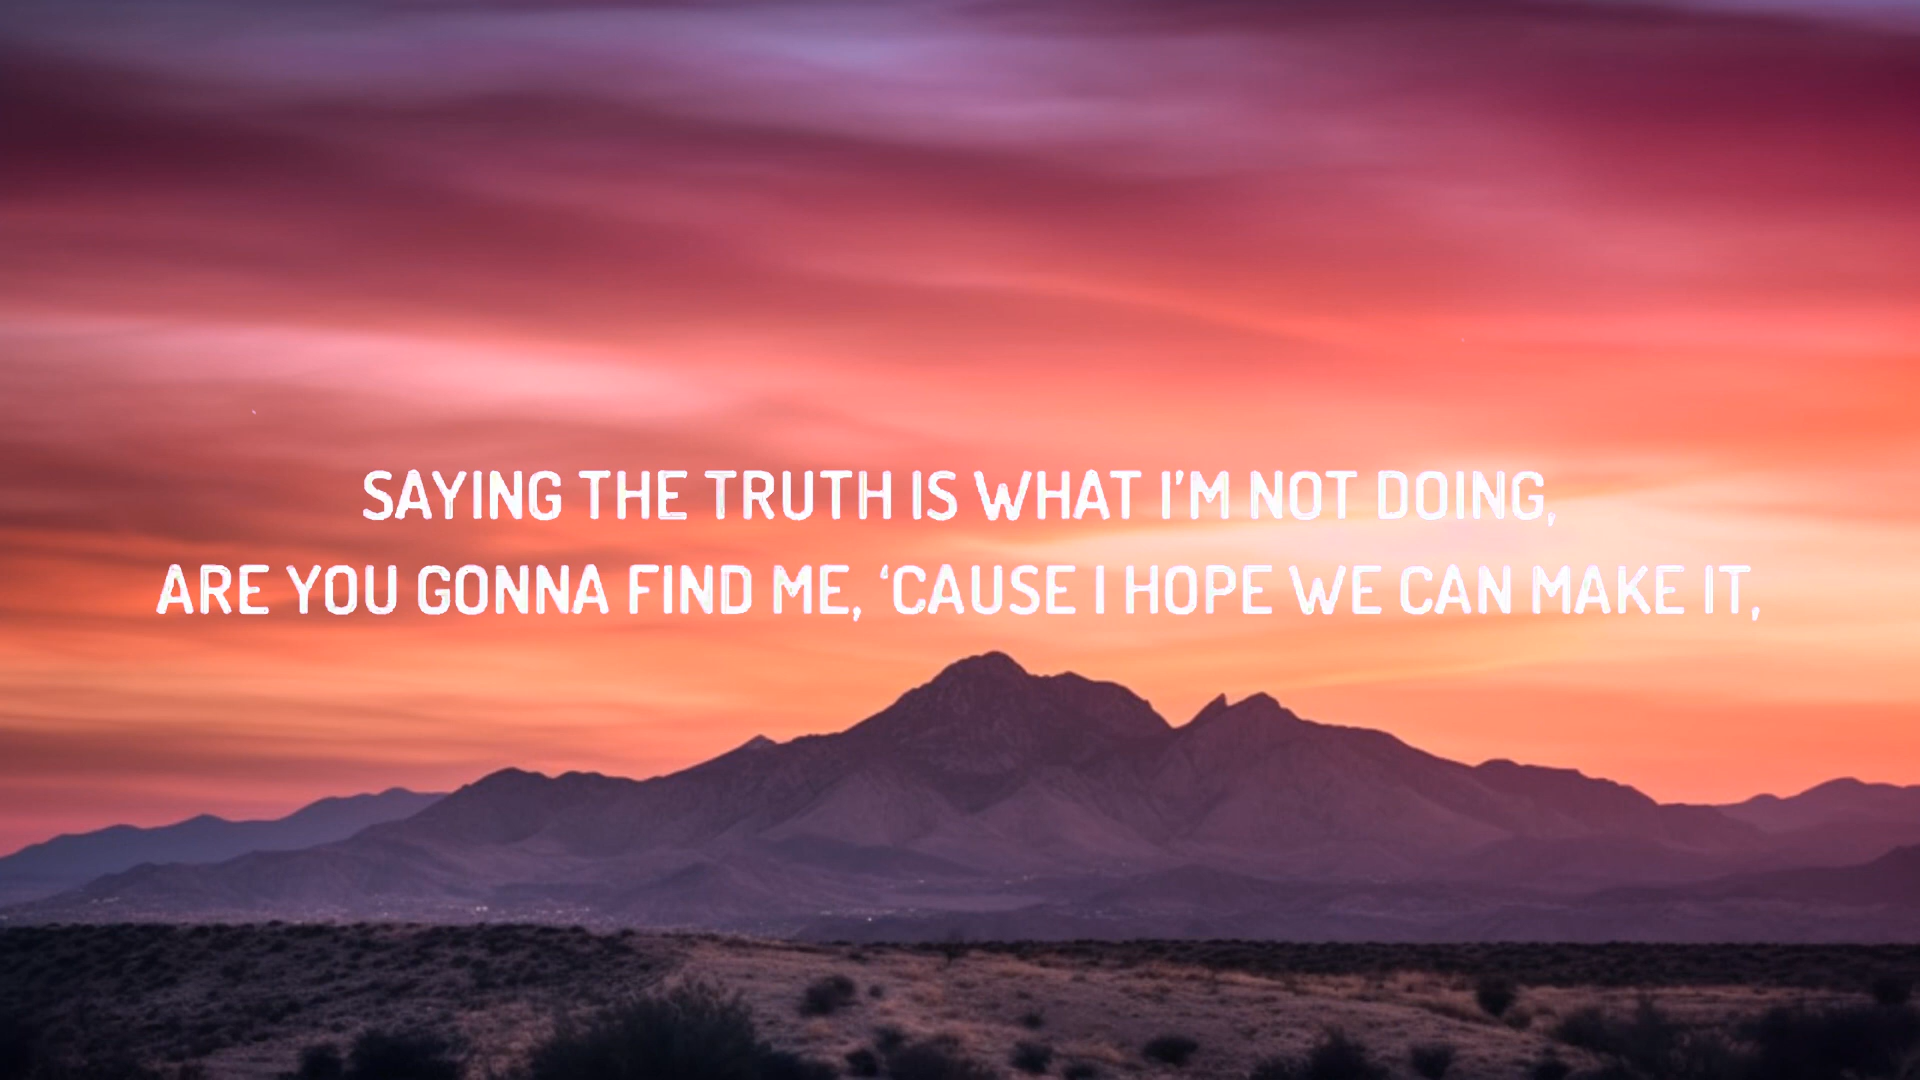 SAYING THE TRUTH IS WHAT I'M NOT DOING,
ARE YOU GONNA FIND ME, ‘CAUSE I HOPE WE CAN MAKE IT,